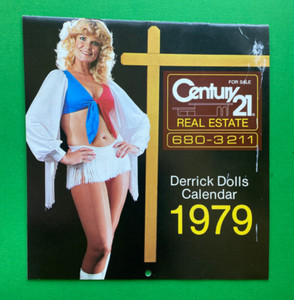 FOR SALE
Century 21
REAL ESTATE
680-3211
Derrick Dolls
Calendar
1979